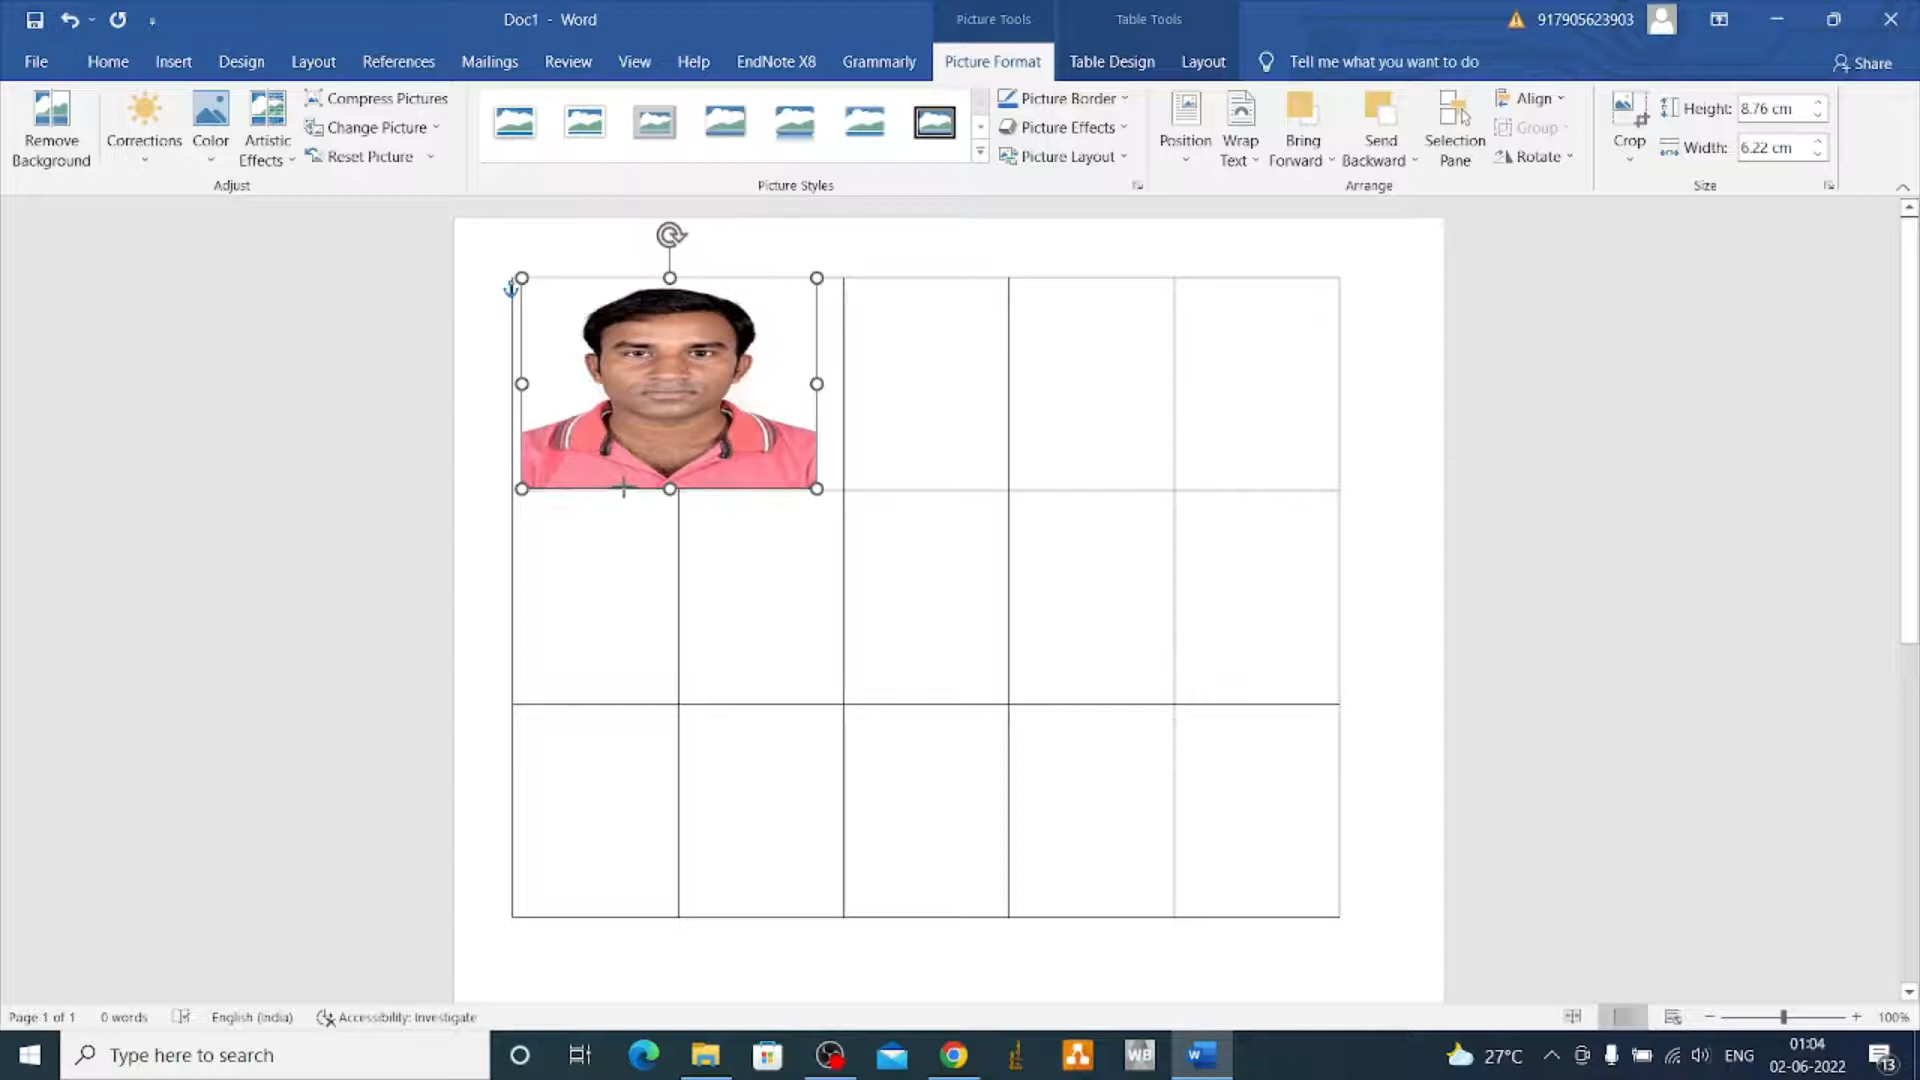 Doc1 - Word
Picture Tools
Table Tools
917905623903
File
Home
Insert
Design
Layout
References
Mailings
Review
View
Help
EndNote X8
Grammarly
Picture Format
Table Design
Layout
Tell me what you want to do
Share
Remove
Background
Corrections
Color
Artistic
Effects
Compress Pictures
Change Picture
Reset Picture
Adjust
Picture Styles
Picture Border
Picture Effects
Picture Layout
Position
Wrap
Text
Bring
Forward
Send
Backward
Selection
Pane
Align
Group
Rotate
Arrange
Crop
Height: 8.76 cm
Width: 6.22 cm
Size
Page 1 of 1
0 words
English (India)
Accessibility: Investigate
100%
Type here to search
WB
27°C
ENG
01:04
02-06-2022
13